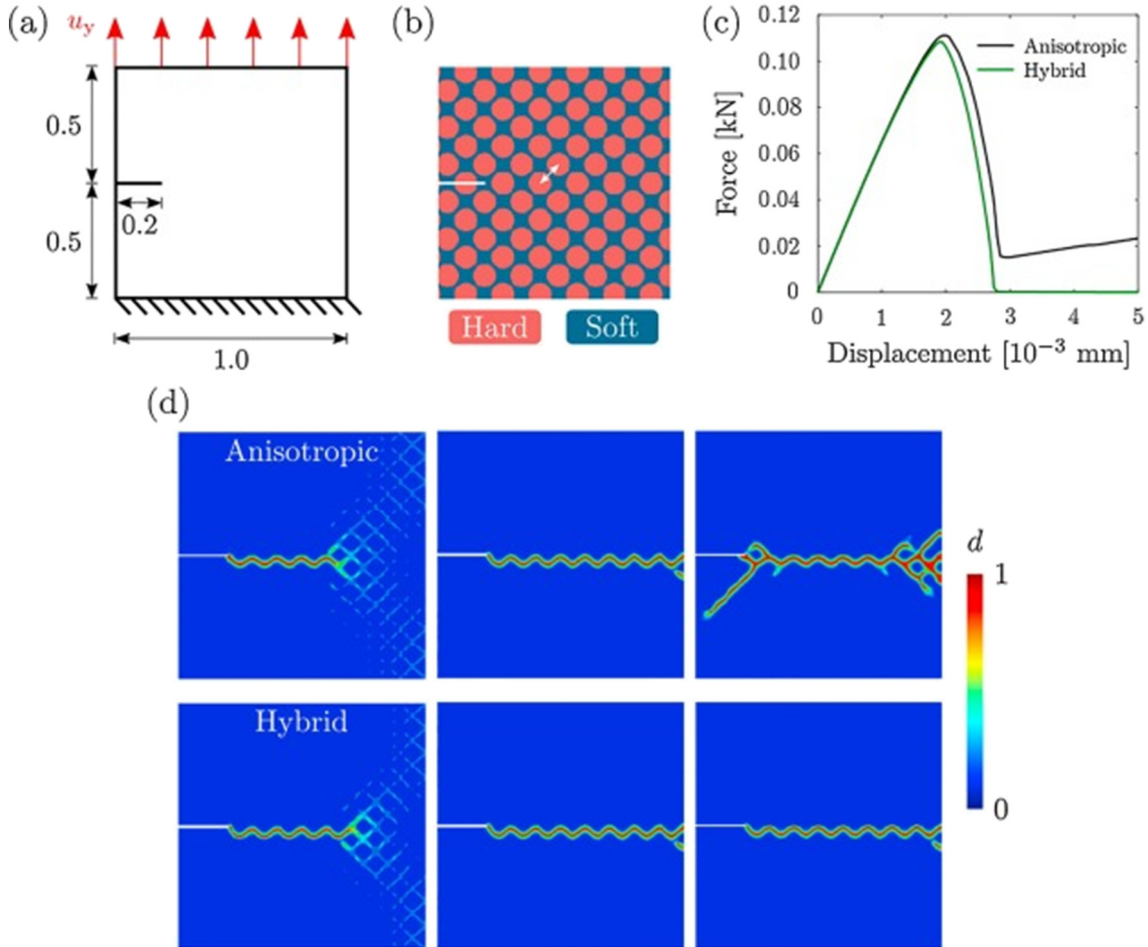 (a)
u_y
0.5
0.5
0.2
1.0
(b)
Hard
Soft
(c)
0.12
0.10
0.08
0.06
0.04
0.02
0
Force [kN]
Anisotropic
Hybrid
0 1 2 3 4 5
Displacement [10⁻³ mm]
(d)
Anisotropic
Hybrid
d
1
0